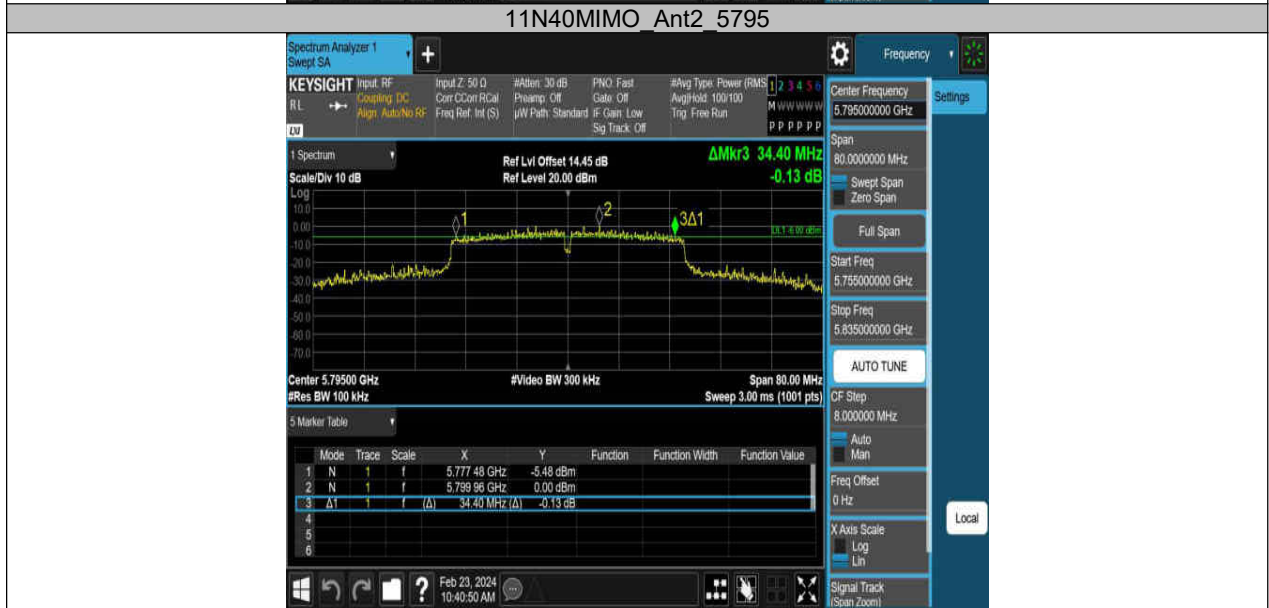 11N40MIMO_Ant2_5795
Spectrum Analyzer 1
Swept SA
Frequency
KEYSIGHT
RL
LXI
Input: RF
Coupling: DC
Align: Auto/No RF
Input Z: 50 Ω
Corr CCorr RCal
Freq Ref: Int (S)
#Atten: 30 dB
Preamp: Off
µW Path: Standard
PNO: Fast
Gate: Off
IF Gain: Low
Sig Track: Off
#Avg Type: Power (RMS
Avg|Hold: 100/100
Trig: Free Run
1 2 3 4 5 6
M W W W W W
P P P P P P
Center Frequency
5.795000000 GHz
Settings
1 Spectrum
Ref Lvl Offset 14.45 dB
ΔMkr3 34.40 MHz
Scale/Div 10 dB
Ref Level 20.00 dBm
-0.13 dB
Span
80.0000000 MHz
Swept Span
Zero Span
Log
10.0
0.00
-10.0
-20.0
-30.0
-40.0
-50.0
-60.0
-70.0
1
2
3Δ1
DL1 -6.00 dBm
Full Span
Start Freq
5.755000000 GHz
Stop Freq
5.835000000 GHz
AUTO TUNE
Center 5.79500 GHz
#Video BW 300 kHz
Span 80.00 MHz
#Res BW 100 kHz
Sweep 3.00 ms (1001 pts)
CF Step
8.000000 MHz
Auto
Man
5 Marker Table
Mode Trace Scale X Y Function Function Width Function Value
1 N 1 f 5.777 48 GHz -5.48 dBm
2 N 1 f 5.799 96 GHz 0.00 dBm
3 Δ1 1 f (Δ) 34.40 MHz (Δ) -0.13 dB
4
5
6
Freq Offset
0 Hz
X Axis Scale
Log
Lin
Local
Signal Track
(Span Zoom)
?
Feb 23, 2024
10:40:50 AM